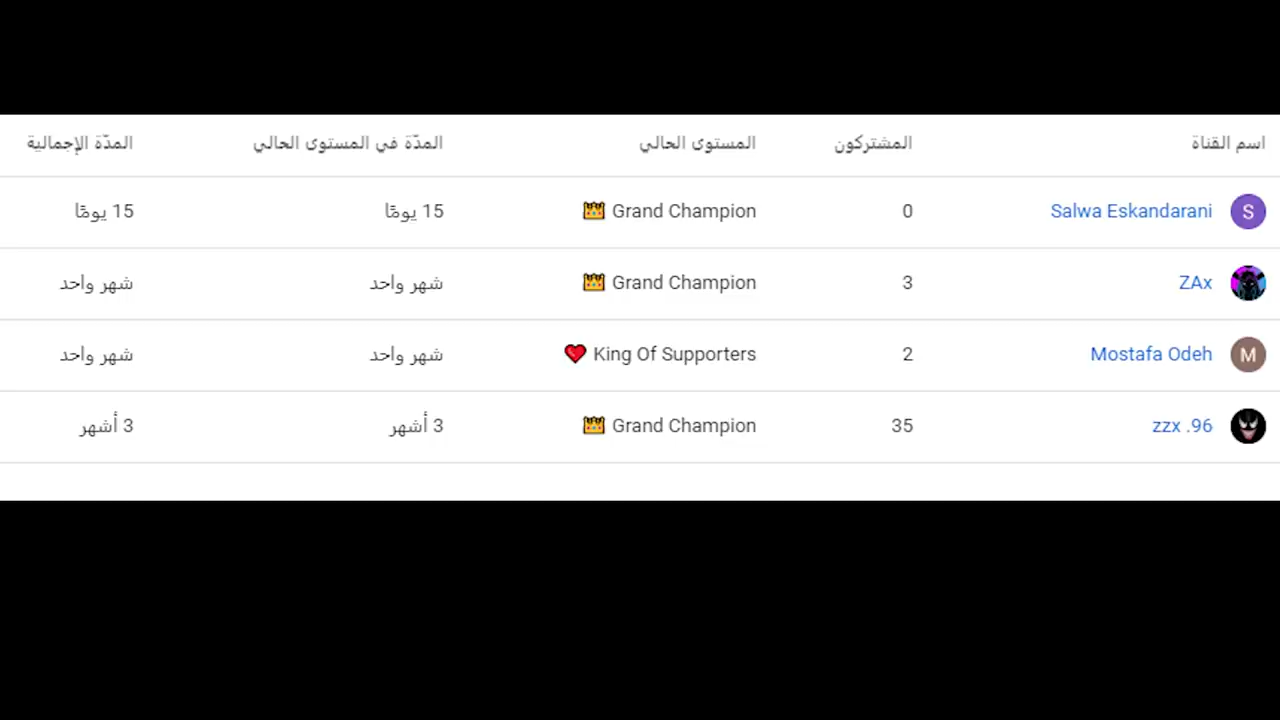 اسم القناة المشتركون المستوى الحالي المدّة في المستوى الحالي المدّة الإجمالية
S Salwa Eskandarani 0 Grand Champion 15 يومًا 15 يومًا
ZAx 3 Grand Champion شهر واحد شهر واحد
M Mostafa Odeh 2 King Of Supporters شهر واحد شهر واحد
zzx .96 35 Grand Champion 3 أشهر 3 أشهر